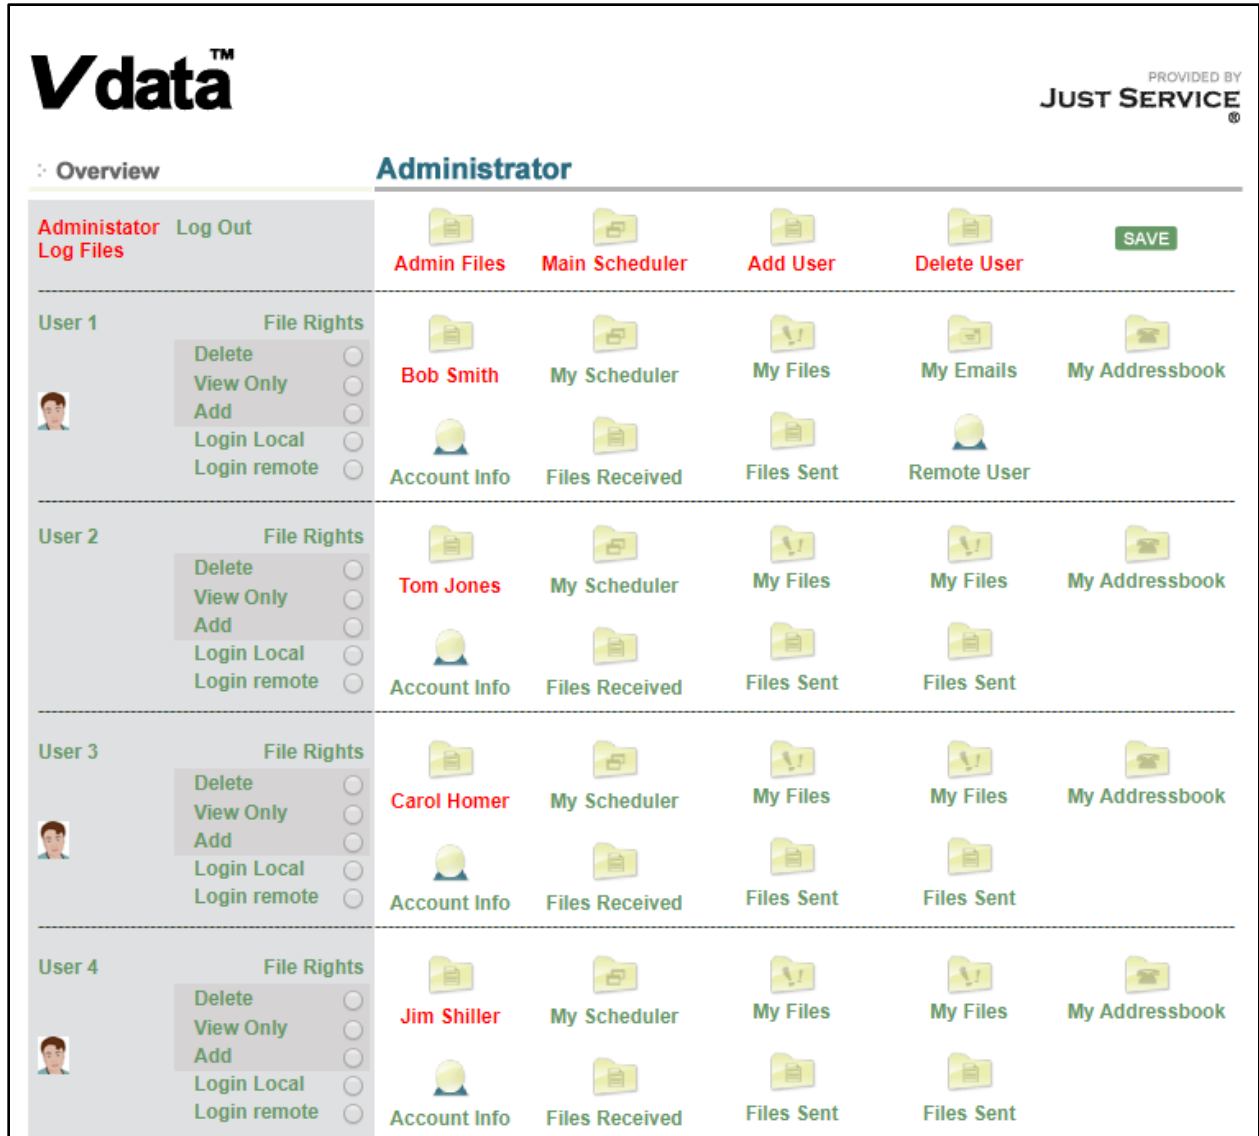 Vdata™
PROVIDED BY
JUST SERVICE
®
Overview
Administrator
Administator Log Out
Log Files
Admin Files Main Scheduler Add User Delete User SAVE
User 1 File Rights
Delete
View Only
Add
Login Local
Login remote
Bob Smith My Scheduler My Files My Emails My Addressbook
Account Info Files Received Files Sent Remote User
User 2 File Rights
Delete
View Only
Add
Login Local
Login remote
Tom Jones My Scheduler My Files My Files My Addressbook
Account Info Files Received Files Sent Files Sent
User 3 File Rights
Delete
View Only
Add
Login Local
Login remote
Carol Homer My Scheduler My Files My Files My Addressbook
Account Info Files Received Files Sent Files Sent
User 4 File Rights
Delete
View Only
Add
Login Local
Login remote
Jim Shiller My Scheduler My Files My Files My Addressbook
Account Info Files Received Files Sent Files Sent